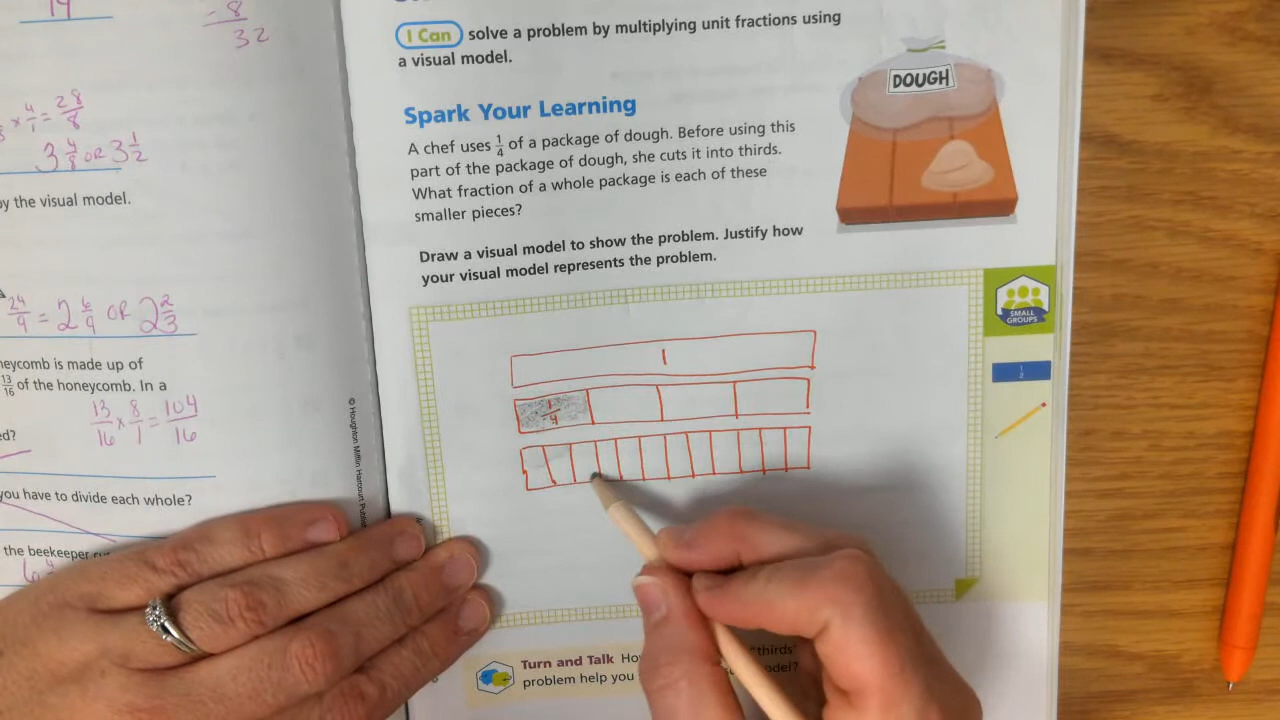 14
- 8
32
× 4/1 = 28/8
3 4/8 OR 3 1/2
by the visual model.
24/9 = 2 6/9 OR 2 2/3
neycomb is made up of
13/16 of the honeycomb. In a
13/16 × 8/1 = 104/16
ed?
you have to divide each whole?
the beekeeper
© Houghton Mifflin Harcourt
I Can solve a problem by multiplying unit fractions using
a visual model.
DOUGH
Spark Your Learning
A chef uses 1/4 of a package of dough. Before using this
part of the package of dough, she cuts it into thirds.
What fraction of a whole package is each of these
smaller pieces?
Draw a visual model to show the problem. Justify how
your visual model represents the problem.
SMALL
GROUPS
1/2
1
1/4
Turn and Talk "thirds"
problem help you